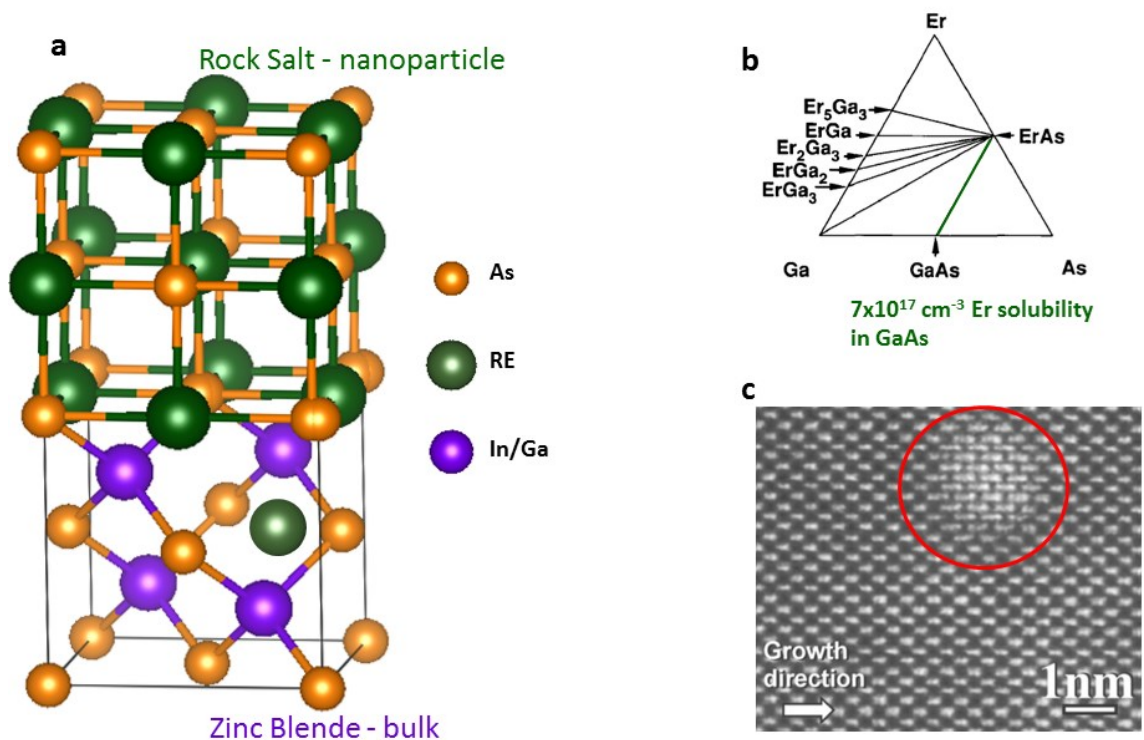 a
Rock Salt - nanoparticle
As
RE
In/Ga
Zinc Blende - bulk
b
Er
Er₅Ga₃
ErGa
Er₂Ga₃
ErGa₂
ErGa₃
ErAs
Ga
GaAs
As
7x10¹⁷ cm⁻³ Er solubility
in GaAs
c
Growth
direction
1nm